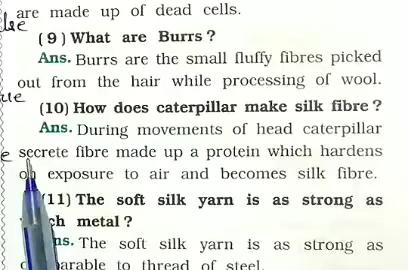 are made up of dead cells.
(9) What are Burrs ?
Ans. Burrs are the small fluffy fibres picked
out from the hair while processing of wool.
(10) How does caterpillar make silk fibre ?
Ans. During movements of head caterpillar
secrete fibre made up a protein which hardens
on exposure to air and becomes silk fibre.
(11) The soft silk yarn is as strong as
which metal ?
Ans. The soft silk yarn is as strong as
to thread of steel.